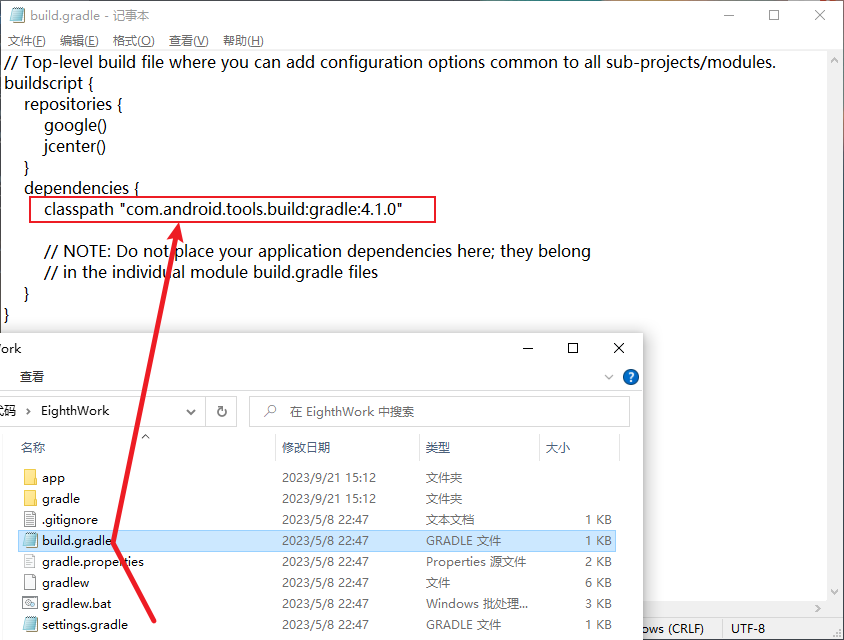 build.gradle - 记事本
文件(F) 编辑(E) 格式(O) 查看(V) 帮助(H)
// Top-level build file where you can add configuration options common to all sub-projects/modules.
buildscript {
repositories {
google()
jcenter()
}
dependencies {
classpath "com.android.tools.build:gradle:4.1.0"
// NOTE: Do not place your application dependencies here; they belong
// in the individual module build.gradle files
}
}
ork
查看
代码 › EighthWork 在 EighthWork 中搜索
名称 修改日期 类型 大小
app 2023/9/21 15:12 文件夹
gradle 2023/9/21 15:12 文件夹
.gitignore 2023/5/8 22:47 文本文档 1 KB
build.gradle 2023/5/8 22:47 GRADLE 文件 1 KB
gradle.properties 2023/5/8 22:47 Properties 源文件 2 KB
gradlew 2023/5/8 22:47 文件 6 KB
gradlew.bat 2023/5/8 22:47 Windows 批处理... 3 KB
settings.gradle 2023/5/8 22:47 GRADLE 文件 1 KB
ows (CRLF) UTF-8